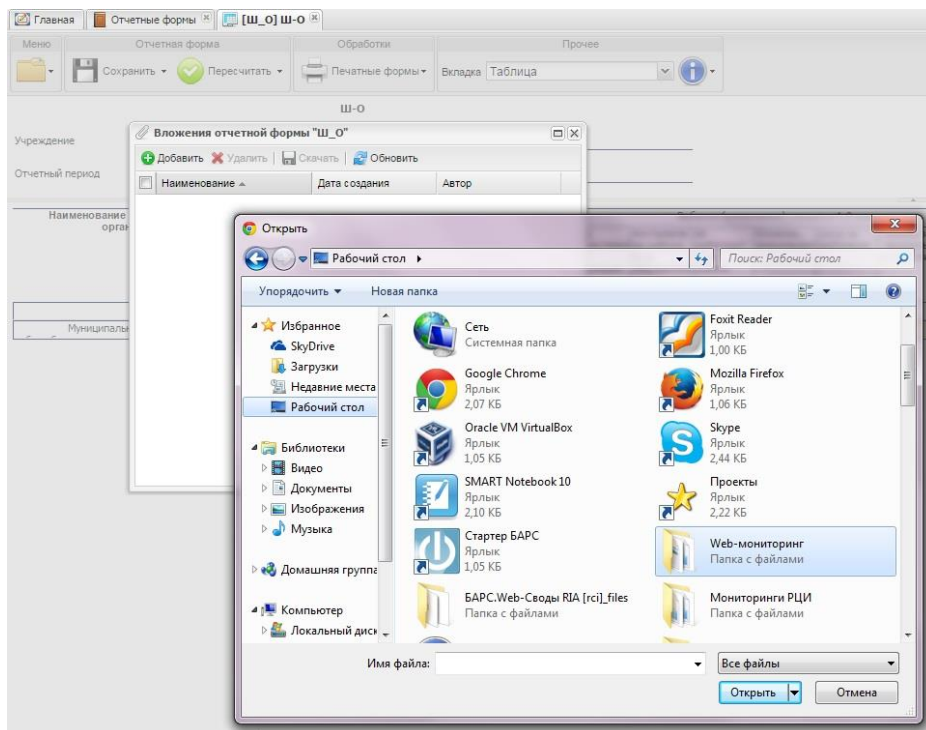 Главная
Отчетные формы
[Ш_О] Ш-О
Меню
Отчетная форма
Обработки
Прочее
Сохранить
Пересчитать
Печатные формы
Вкладка
Таблица
Ш-О
Учреждение
Отчетный период
Вложения отчетной формы "Ш_О"
Добавить
Удалить
Скачать
Обновить
Наименование
Дата создания
Автор
Наименование
орган
Муниципальн
Открыть
Рабочий стол
Поиск: Рабочий стол
Упорядочить
Новая папка
Избранное
SkyDrive
Загрузки
Недавние места
Рабочий стол
Библиотеки
Видео
Документы
Изображения
Музыка
Домашняя группа
Компьютер
Локальный диск
Сеть
Системная папка
Foxit Reader
Ярлык
1,00 КБ
Google Chrome
Ярлык
2,07 КБ
Mozilla Firefox
Ярлык
1,06 КБ
Oracle VM VirtualBox
Ярлык
1,05 КБ
Skype
Ярлык
2,44 КБ
SMART Notebook 10
Ярлык
2,10 КБ
Проекты
Ярлык
2,22 КБ
Стартер БАРС
Ярлык
1,05 КБ
Web-мониторинг
Папка с файлами
БАРС.Web-Своды RIA [rci]_files
Папка с файлами
Мониторинги РЦИ
Папка с файлами
Имя файла:
Все файлы
Открыть
Отмена